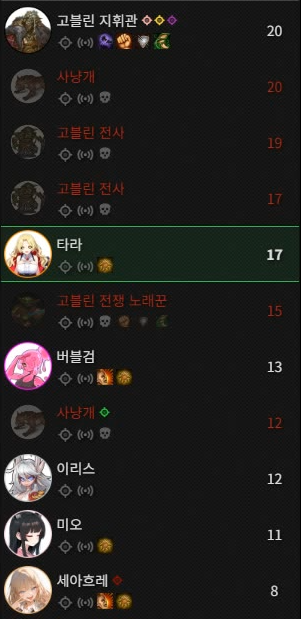 고블린 지휘관 20
사냥개 20
고블린 전사 19
고블린 전사 17
타라 17
고블린 전쟁 노래꾼 15
버블검 13
사냥개 12
이리스 12
미오 11
세아흐레 8